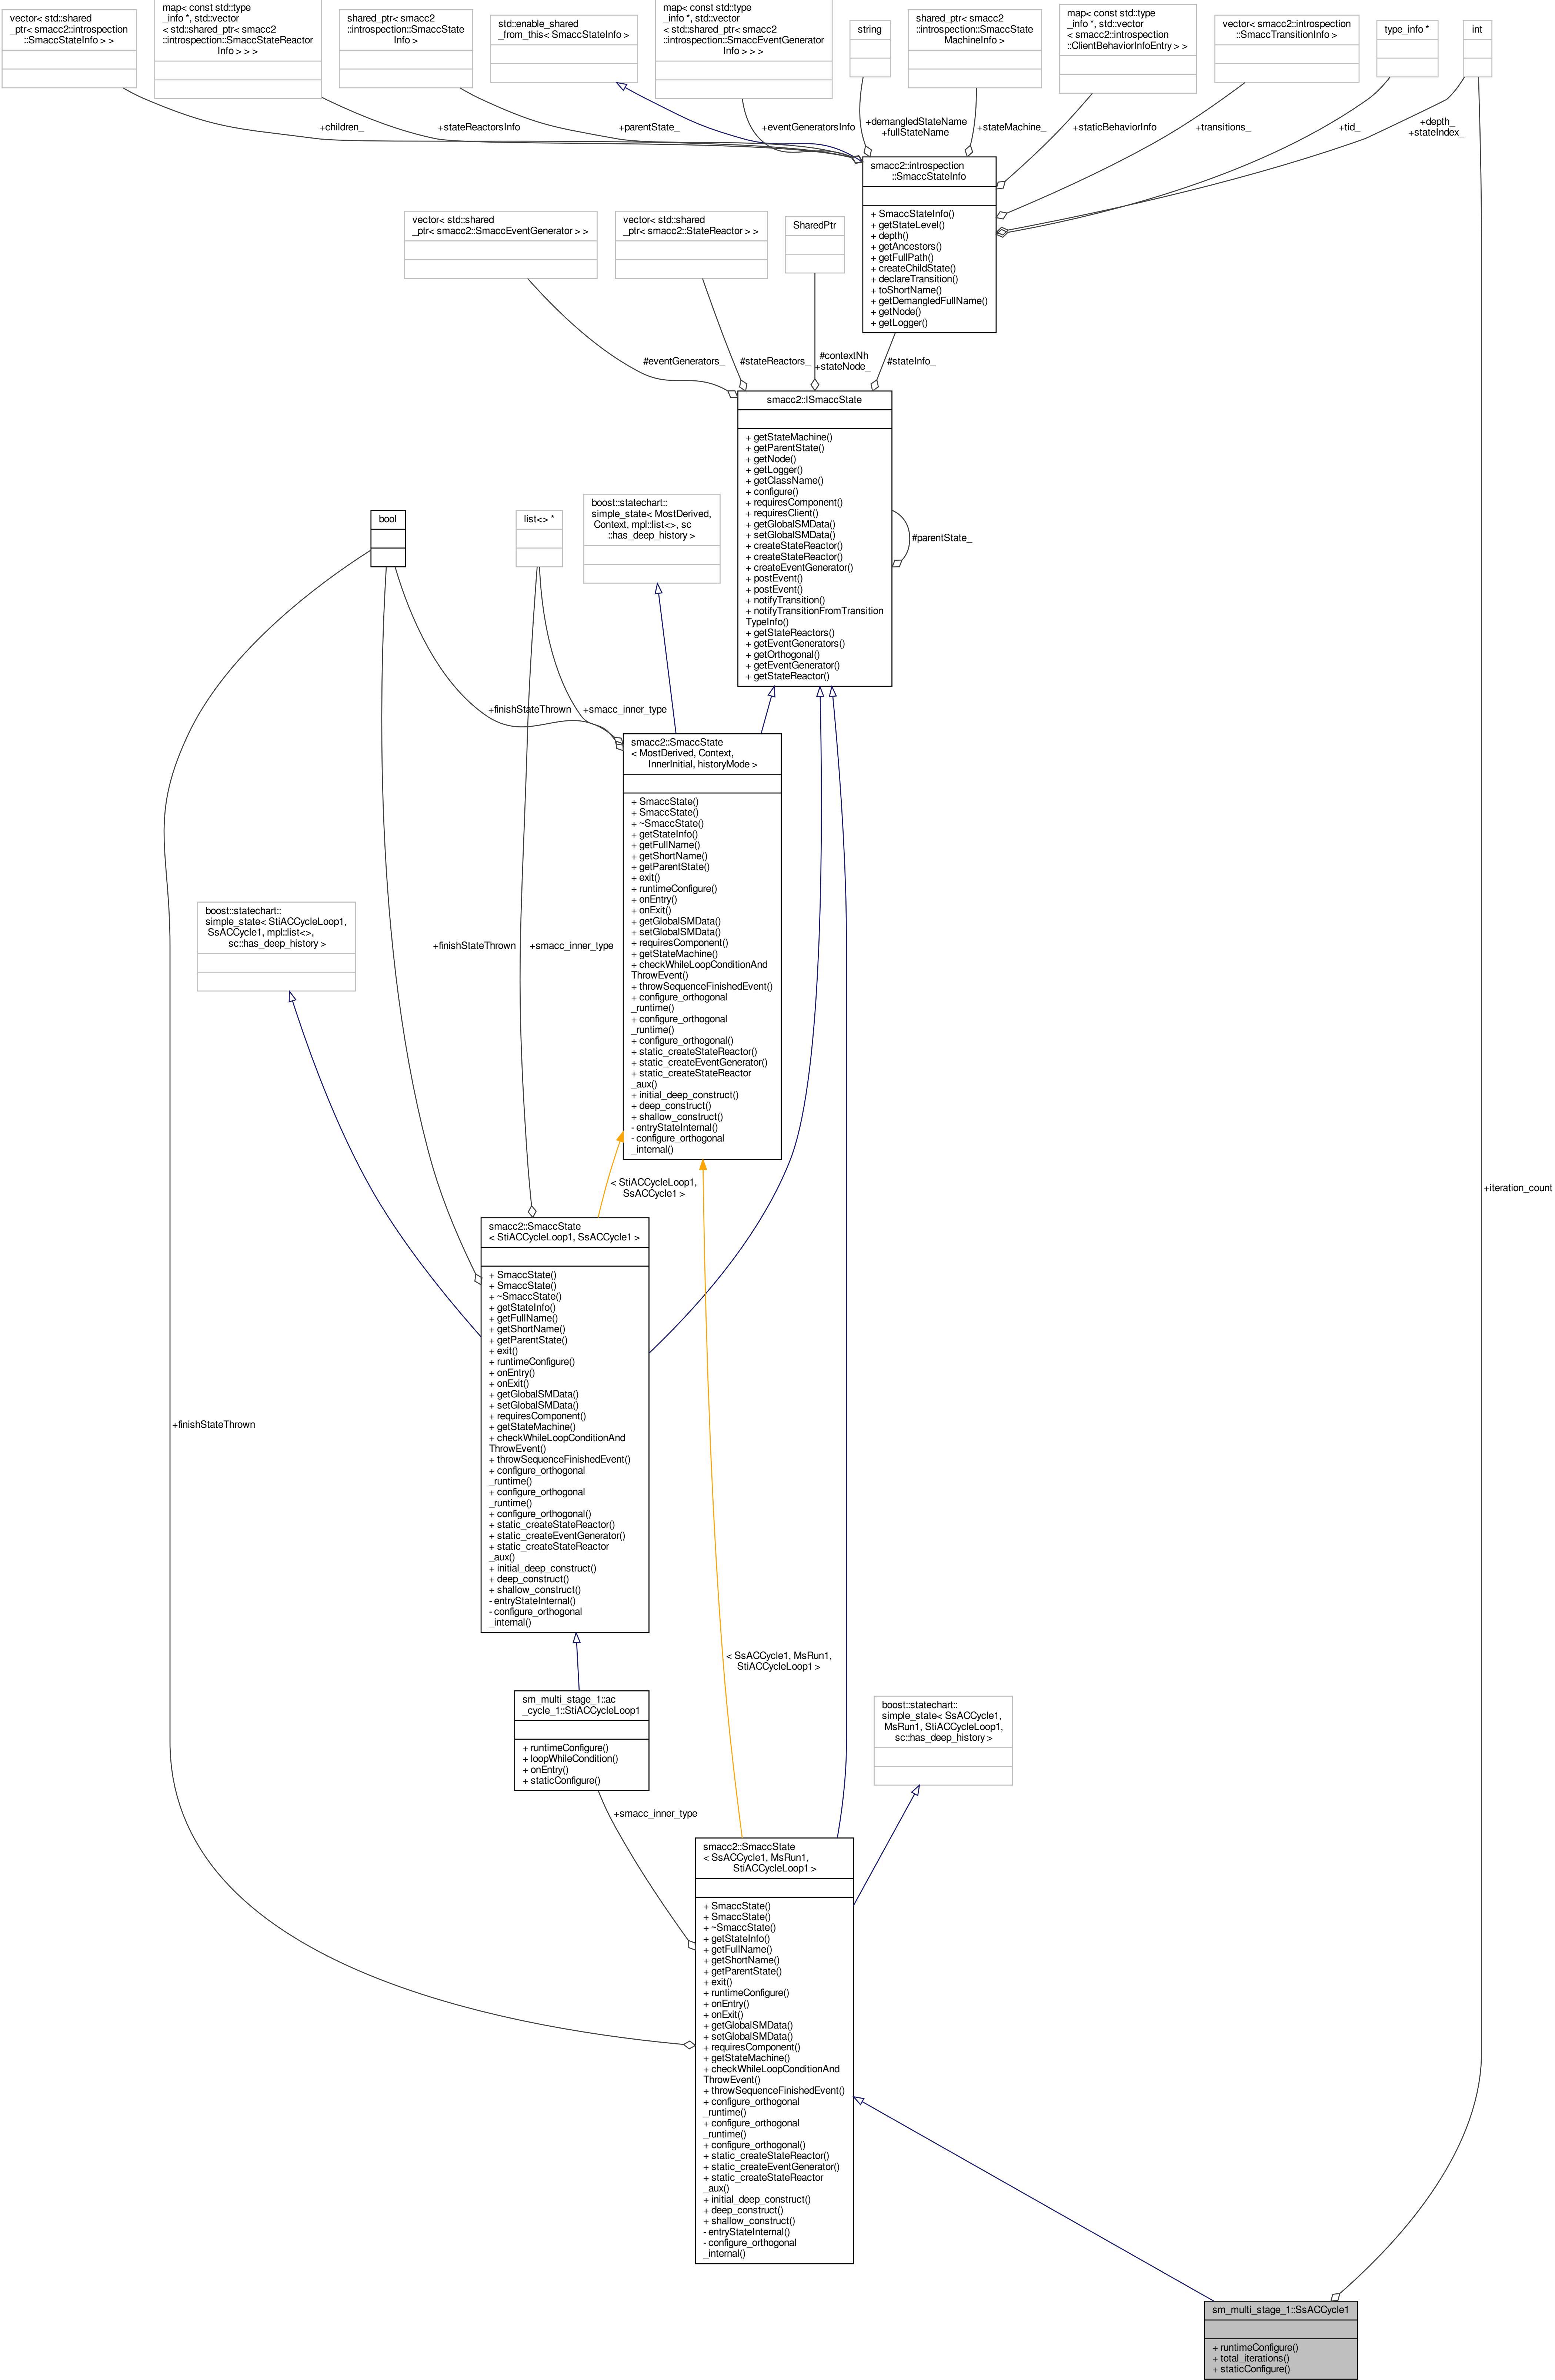 vector< std::shared
_ptr< smacc2::introspection
::SmaccStateInfo > >
map< const std::type
_info *, std::vector
< std::shared_ptr< smacc2
::introspection::SmaccStateReactor
Info > > >
shared_ptr< smacc2
::introspection::SmaccState
Info >
std::enable_shared
_from_this< SmaccStateInfo >
map< const std::type
_info *, std::vector
< std::shared_ptr< smacc2
::introspection::SmaccEventGenerator
Info > > >
string
shared_ptr< smacc2
::introspection::SmaccState
MachineInfo >
map< const std::type
_info *, std::vector
< smacc2::introspection
::ClientBehaviorInfoEntry > >
vector< smacc2::introspection
::SmaccTransitionInfo >
type_info *
int
+children_
+stateReactorsInfo
+parentState_
+eventGeneratorsInfo
+demangledStateName
+fullStateName
+stateMachine_
+staticBehaviorInfo
+transitions_
+tid_
+depth_
+stateIndex_
smacc2::introspection
::SmaccStateInfo
+ SmaccStateInfo()
+ getStateLevel()
+ depth()
+ getAncestors()
+ getFullPath()
+ createChildState()
+ declareTransition()
+ toShortName()
+ getDemangledFullName()
+ getNode()
+ getLogger()
vector< std::shared
_ptr< smacc2::SmaccEventGenerator > >
vector< std::shared
_ptr< smacc2::StateReactor > >
SharedPtr
#eventGenerators_
#stateReactors_
#contextNh
+stateNode_
#stateInfo_
smacc2::ISmaccState
+ getStateMachine()
+ getParentState()
+ getNode()
+ getLogger()
+ getClassName()
+ configure()
+ requiresComponent()
+ requiresClient()
+ getGlobalSMData()
+ setGlobalSMData()
+ createStateReactor()
+ createStateReactor()
+ createEventGenerator()
+ postEvent()
+ postEvent()
+ notifyTransition()
+ notifyTransitionFromTransition
TypeInfo()
+ getStateReactors()
+ getEventGenerators()
+ getOrthogonal()
+ getEventGenerator()
+ getStateReactor()
#parentState_
bool
list<> *
boost::statechart::
simple_state< MostDerived,
Context, mpl::list<>, sc
::has_deep_history >
+finishStateThrown
+smacc_inner_type
smacc2::SmaccState
< MostDerived, Context,
InnerInitial, historyMode >
+ SmaccState()
+ SmaccState()
+ ~SmaccState()
+ getStateInfo()
+ getFullName()
+ getShortName()
+ getParentState()
+ exit()
+ runtimeConfigure()
+ onEntry()
+ onExit()
+ getGlobalSMData()
+ setGlobalSMData()
+ requiresComponent()
+ getStateMachine()
+ checkWhileLoopConditionAnd
ThrowEvent()
+ throwSequenceFinishedEvent()
+ configure_orthogonal
_runtime()
+ configure_orthogonal
_runtime()
+ configure_orthogonal()
+ static_createStateReactor()
+ static_createEventGenerator()
+ static_createStateReactor
_aux()
+ initial_deep_construct()
+ deep_construct()
+ shallow_construct()
- entryStateInternal()
- configure_orthogonal
_internal()
boost::statechart::
simple_state< StiACCycleLoop1,
SsACCycle1, mpl::list<>,
sc::has_deep_history >
+finishStateThrown
+smacc_inner_type
< StiACCycleLoop1,
SsACCycle1 >
+iteration_count
smacc2::SmaccState
< StiACCycleLoop1, SsACCycle1 >
+ SmaccState()
+ SmaccState()
+ ~SmaccState()
+ getStateInfo()
+ getFullName()
+ getShortName()
+ getParentState()
+ exit()
+ runtimeConfigure()
+ onEntry()
+ onExit()
+ getGlobalSMData()
+ setGlobalSMData()
+ requiresComponent()
+ getStateMachine()
+ checkWhileLoopConditionAnd
ThrowEvent()
+ throwSequenceFinishedEvent()
+ configure_orthogonal
_runtime()
+ configure_orthogonal
_runtime()
+ configure_orthogonal()
+ static_createStateReactor()
+ static_createEventGenerator()
+ static_createStateReactor
_aux()
+ initial_deep_construct()
+ deep_construct()
+ shallow_construct()
- entryStateInternal()
- configure_orthogonal
_internal()
+finishStateThrown
< SsACCycle1, MsRun1,
StiACCycleLoop1 >
sm_multi_stage_1::ac
_cycle_1::StiACCycleLoop1
+ runtimeConfigure()
+ loopWhileCondition()
+ onEntry()
+ staticConfigure()
boost::statechart::
simple_state< SsACCycle1,
MsRun1, StiACCycleLoop1,
sc::has_deep_history >
+smacc_inner_type
smacc2::SmaccState
< SsACCycle1, MsRun1,
StiACCycleLoop1 >
+ SmaccState()
+ SmaccState()
+ ~SmaccState()
+ getStateInfo()
+ getFullName()
+ getShortName()
+ getParentState()
+ exit()
+ runtimeConfigure()
+ onEntry()
+ onExit()
+ getGlobalSMData()
+ setGlobalSMData()
+ requiresComponent()
+ getStateMachine()
+ checkWhileLoopConditionAnd
ThrowEvent()
+ throwSequenceFinishedEvent()
+ configure_orthogonal
_runtime()
+ configure_orthogonal
_runtime()
+ configure_orthogonal()
+ static_createStateReactor()
+ static_createEventGenerator()
+ static_createStateReactor
_aux()
+ initial_deep_construct()
+ deep_construct()
+ shallow_construct()
- entryStateInternal()
- configure_orthogonal
_internal()
sm_multi_stage_1::SsACCycle1
+ runtimeConfigure()
+ total_iterations()
+ staticConfigure()